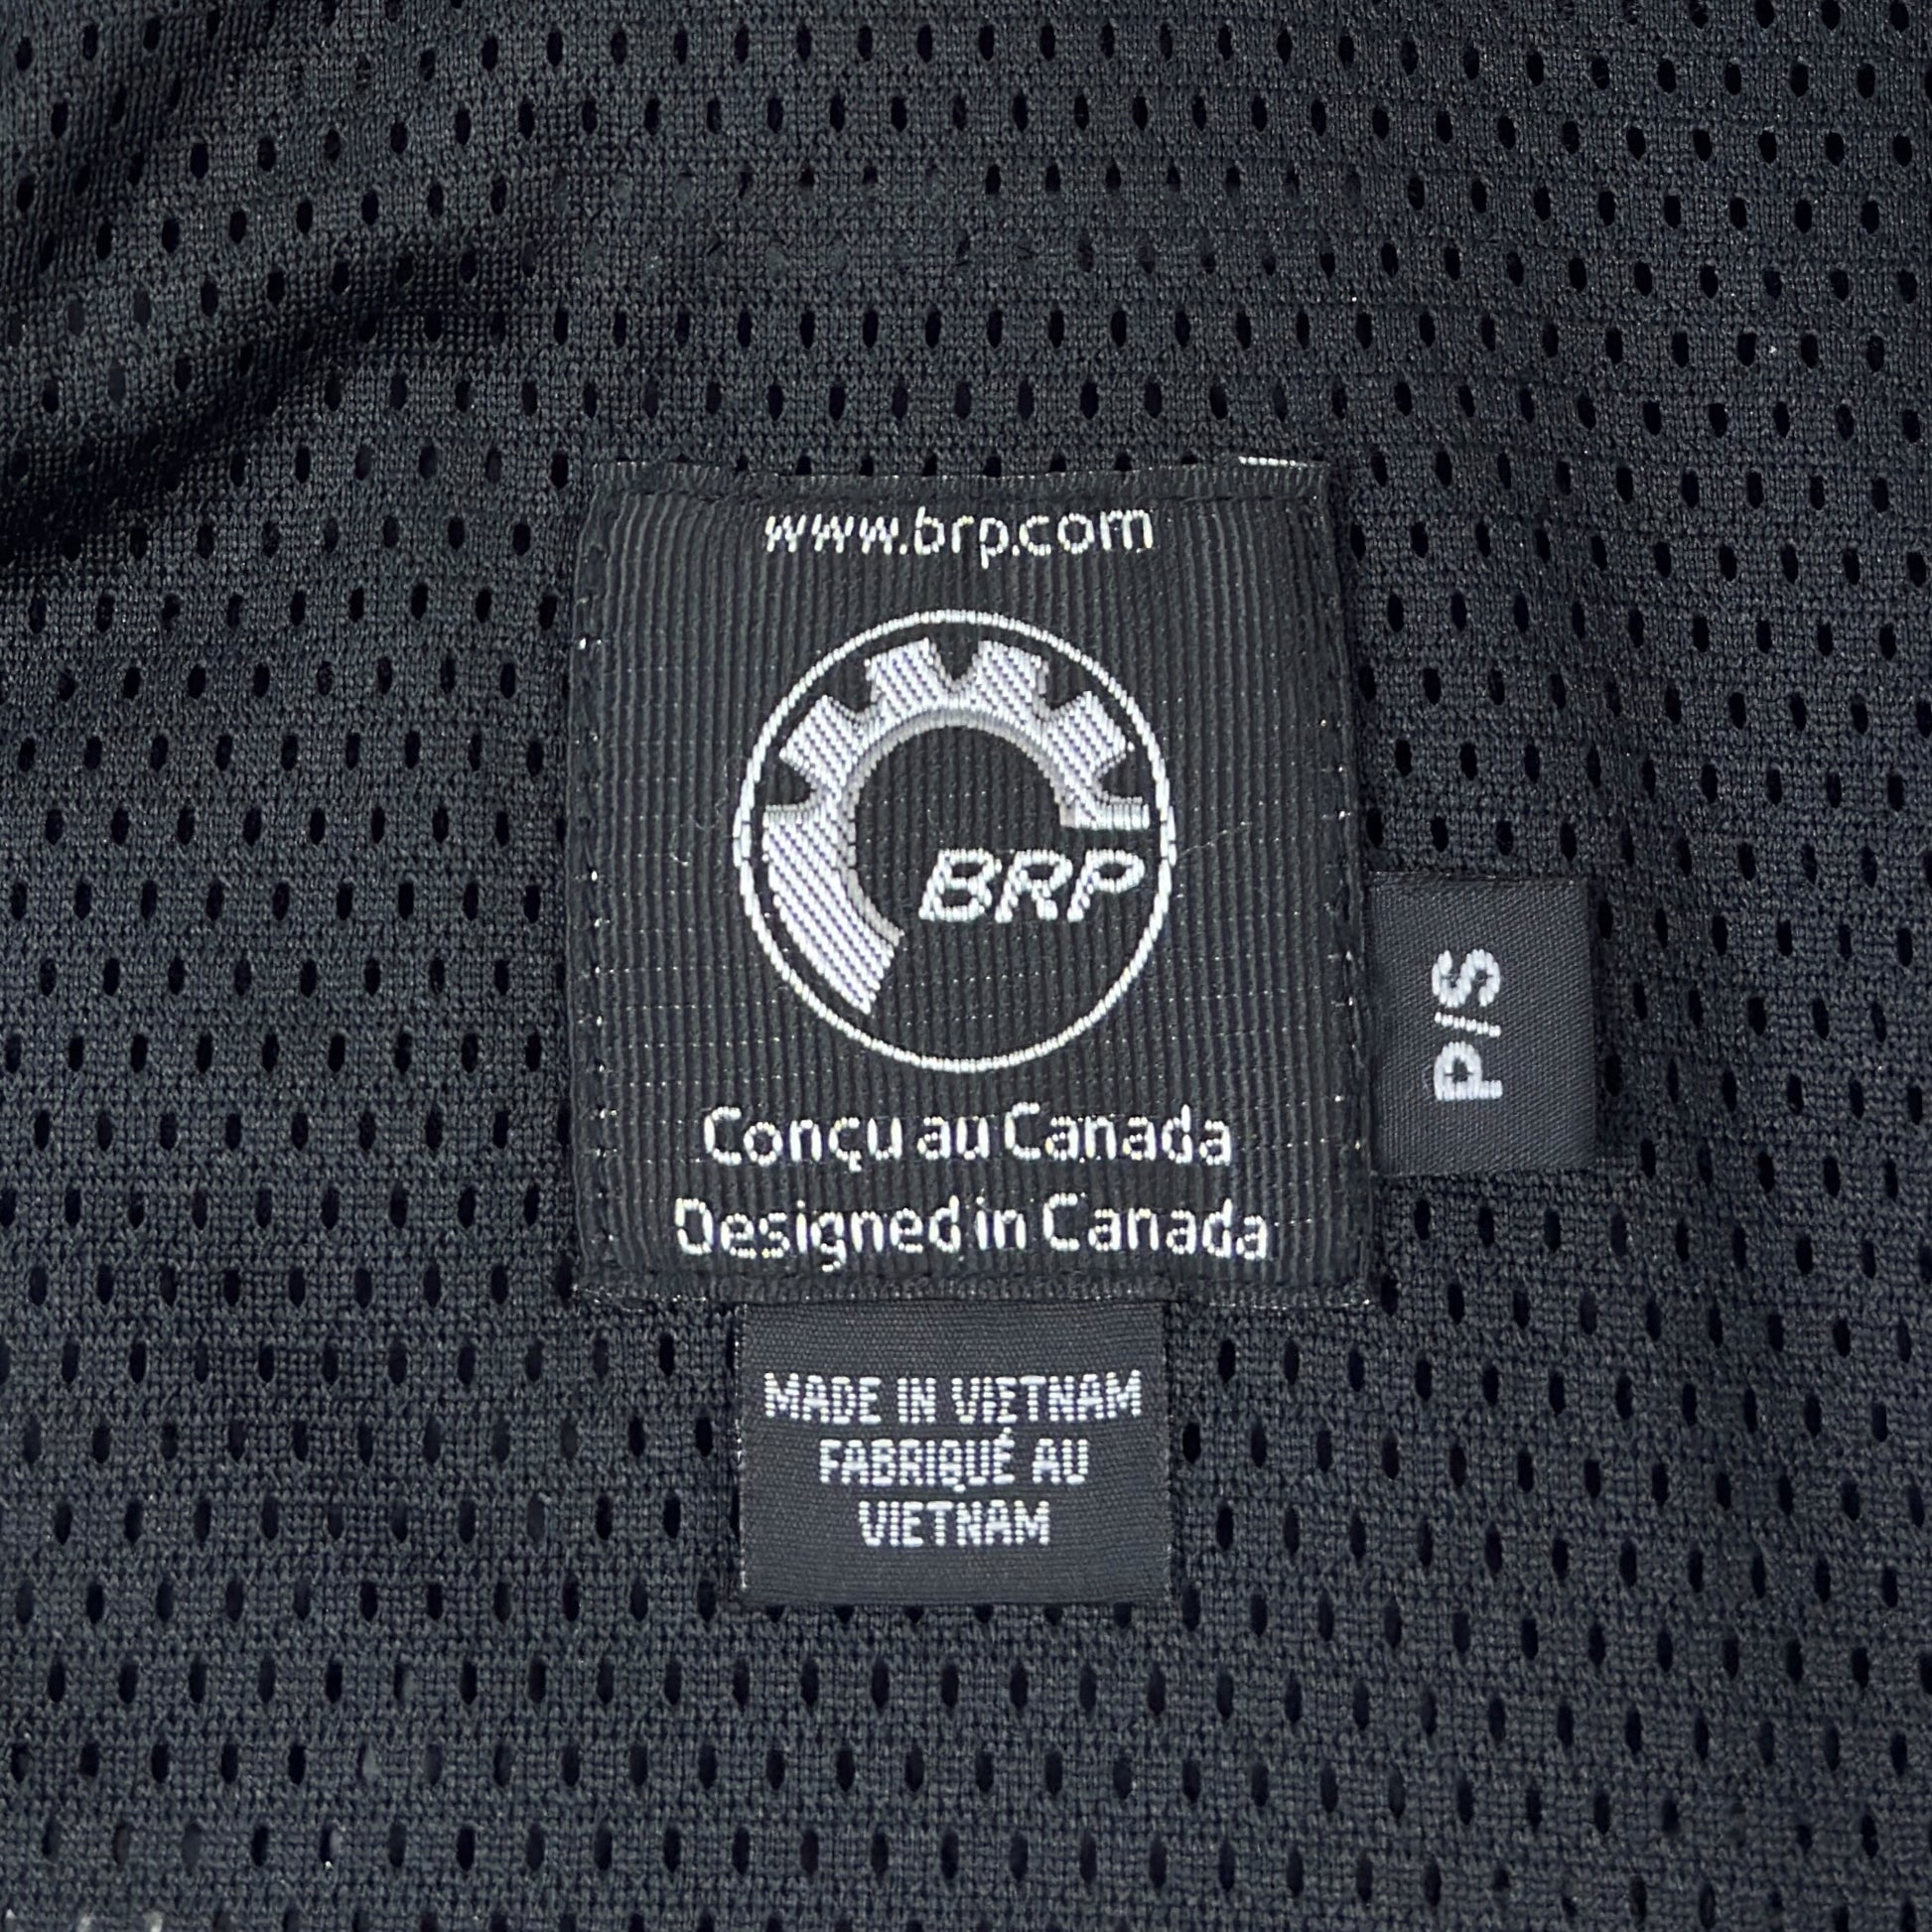 www.brp.com
BRP
Conçu au Canada
Designed in Canada
P/S
MADE IN VIETNAM
FABRIQUÉ AU
VIETNAM